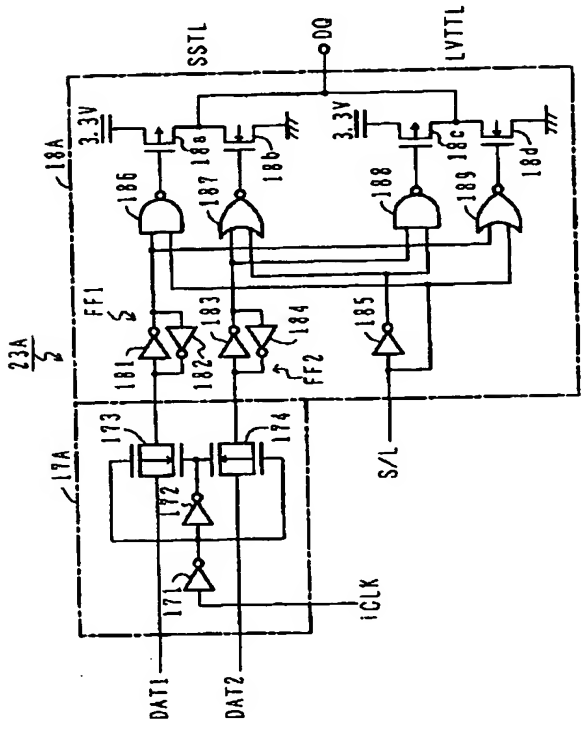 23A
17A
18A
DAT1
DAT2
iCLK
S/L
171
172
173
174
FF1
181
182
183
184
FF2
185
186
187
188
189
3.3V
18a
18b
3.3V
18c
18d
SSTL
DQ
LVTTL